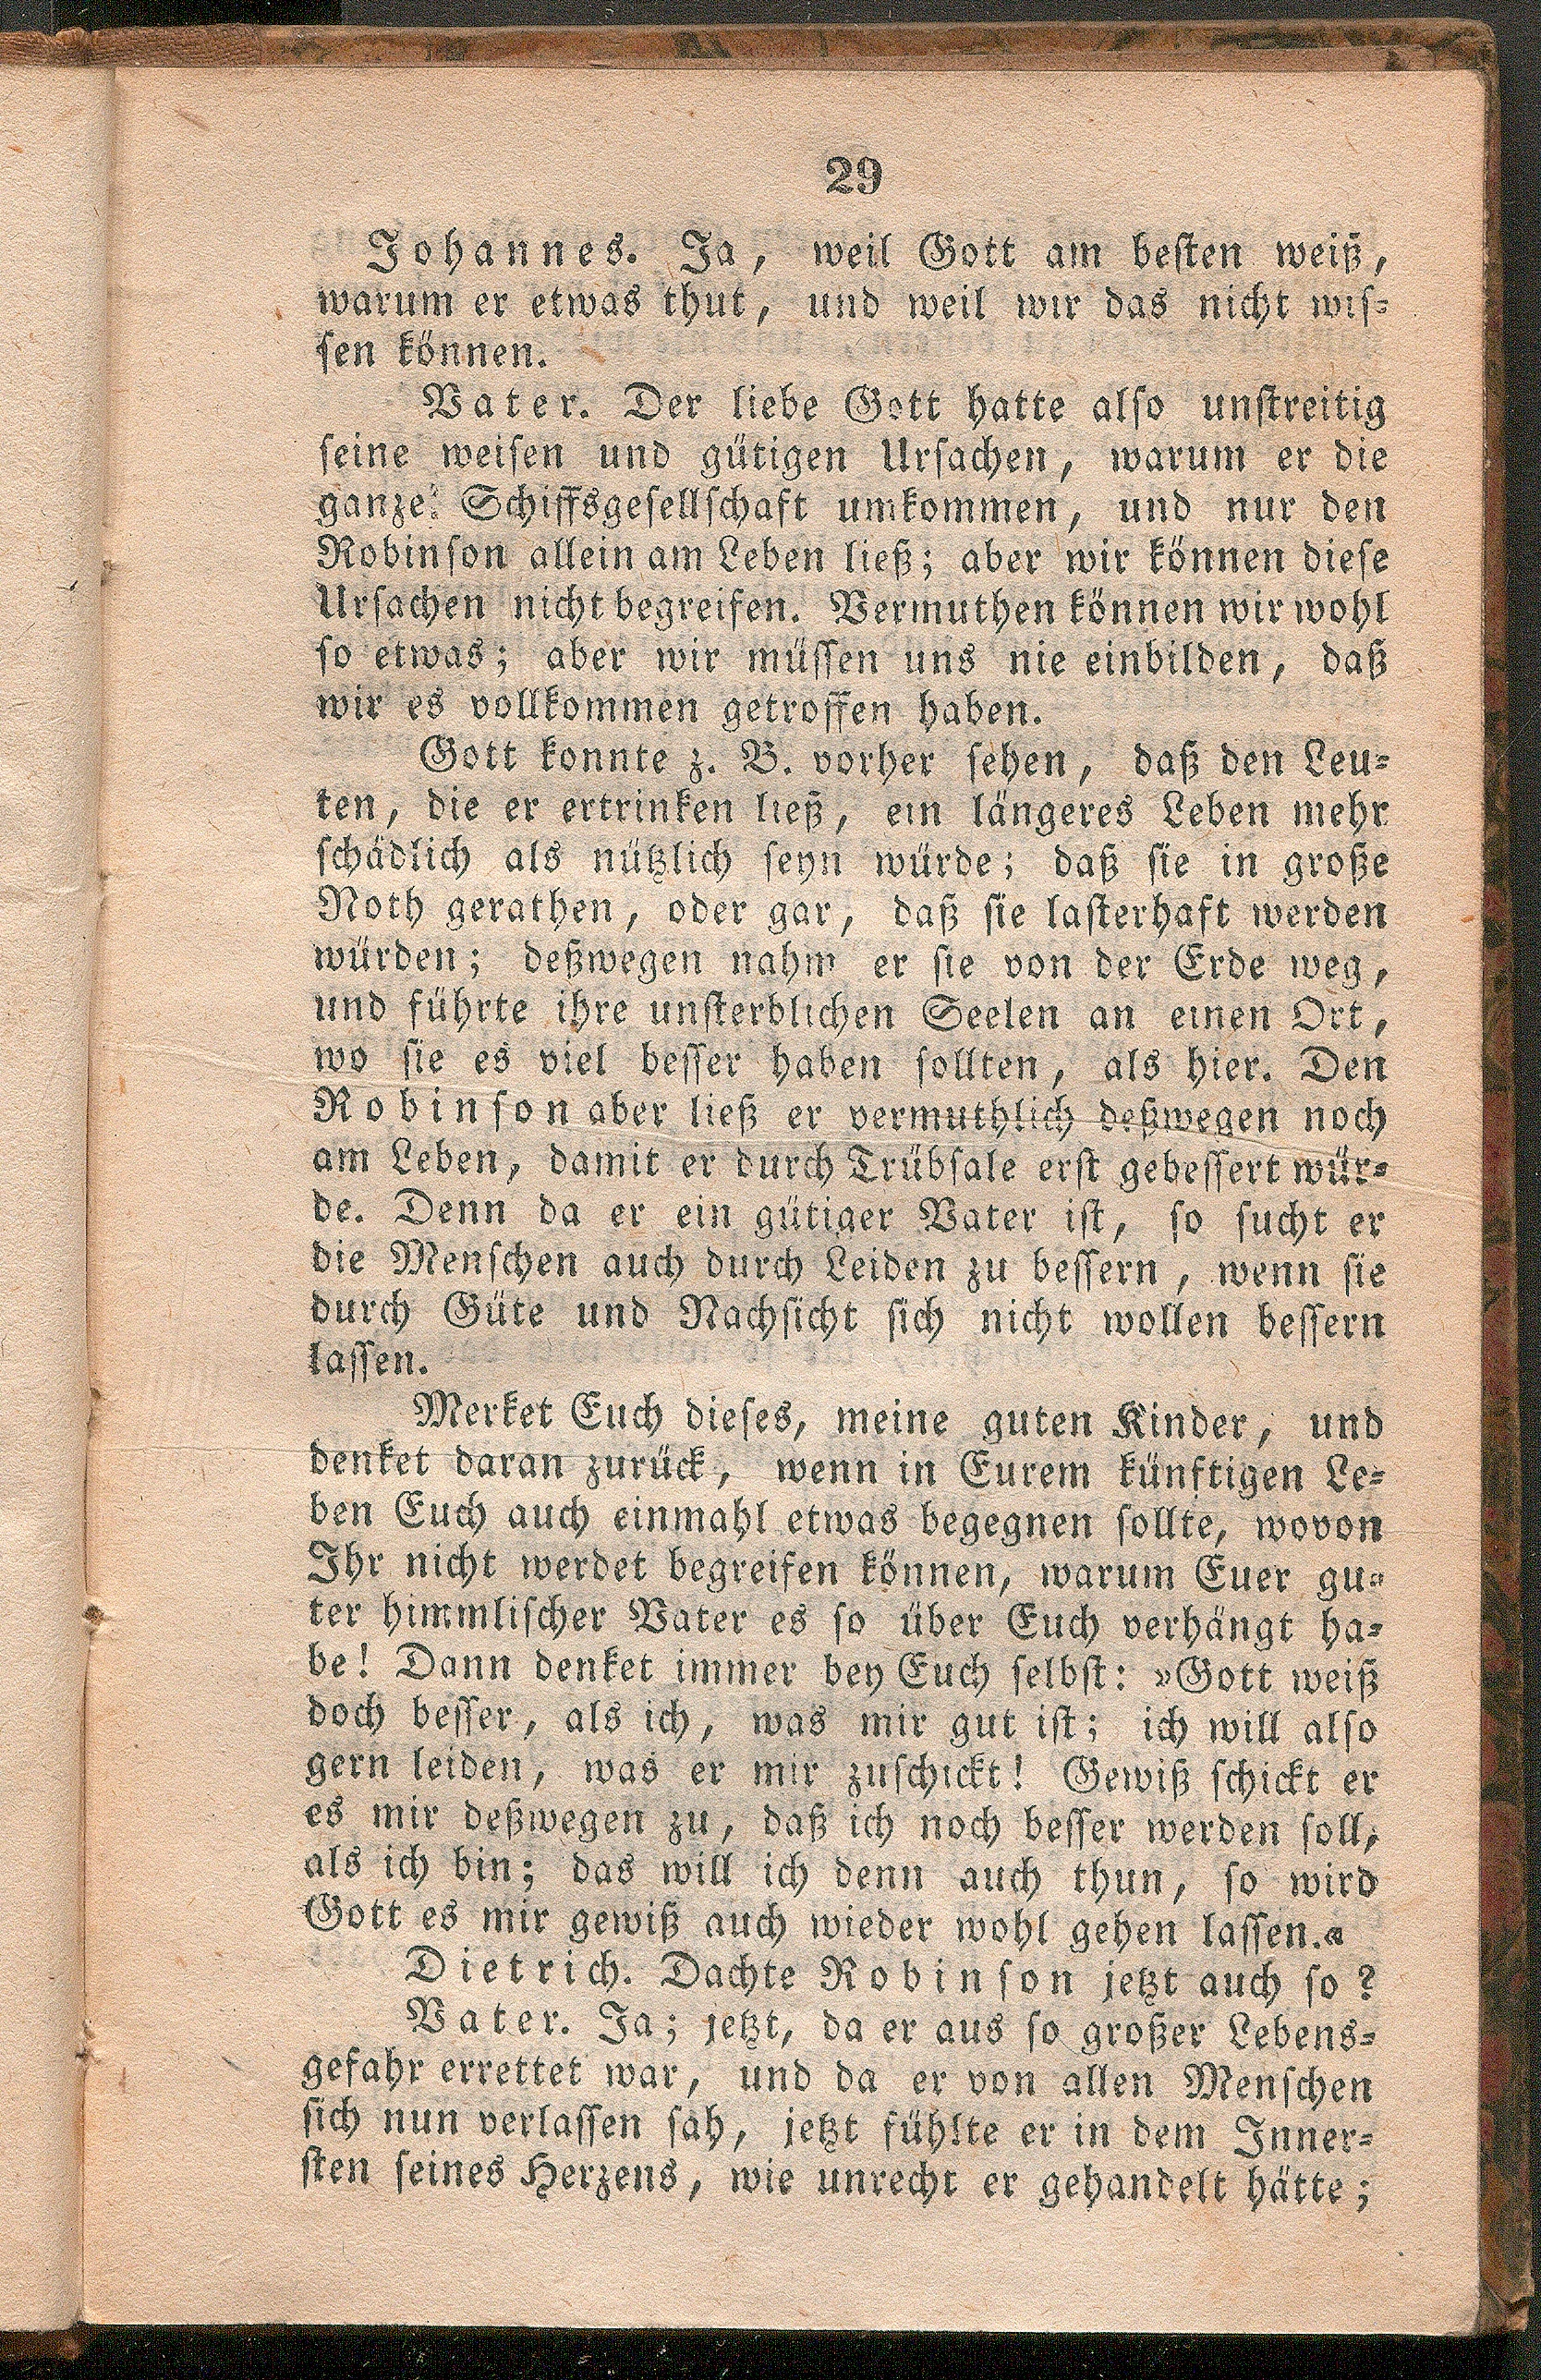 29
Johannes. Ja, weil Gott am besten weiß,
warum er etwas thut, und weil wir das nicht wis-
sen können.
Vater. Der liebe Gott hatte also unstreitig
seine weisen und gütigen Ursachen, warum er die
ganze Schiffsgesellschaft umkommen, und nur den
Robinson allein am Leben ließ; aber wir können diese
Ursachen nicht begreifen. Vermuthen können wir wohl
so etwas; aber wir müssen uns nie einbilden, daß
wir es vollkommen getroffen haben.
Gott konnte z. B. vorher sehen, daß den Leu-
ten, die er ertrinken ließ, ein längeres Leben mehr
schädlich als nützlich seyn würde; daß sie in große
Noth gerathen, oder gar, daß sie lasterhaft werden
würden; deßwegen nahm er sie von der Erde weg,
und führte ihre unsterblichen Seelen an einen Ort,
wo sie es viel besser haben sollten, als hier. Den
Robinson aber ließ er vermuthlich deßwegen noch
am Leben, damit er durch Trübsale erst gebessert wür-
de. Denn da er ein gütiger Vater ist, so sucht er
die Menschen auch durch Leiden zu bessern, wenn sie
durch Güte und Nachsicht sich nicht wollen bessern
lassen.
Merket Euch dieses, meine guten Kinder, und
denket daran zurück, wenn in Eurem künftigen Le-
ben Euch auch einmahl etwas begegnen sollte, wovon
Ihr nicht werdet begreifen können, warum Euer gu-
ter himmlischer Vater es so über Euch verhängt ha-
be! Dann denket immer bey Euch selbst: »Gott weiß
doch besser, als ich, was mir gut ist; ich will also
gern leiden, was er mir zuschickt! Gewiß schickt er
es mir deßwegen zu, daß ich noch besser werden soll,
als ich bin; das will ich denn auch thun, so wird
Gott es mir gewiß auch wieder wohl gehen lassen.«
Dietrich. Dachte Robinson jetzt auch so?
Vater. Ja; jetzt, da er aus so großer Lebens-
gefahr errettet war, und da er von allen Menschen
sich nun verlassen sah, jetzt fühlte er in dem Inner-
sten seines Herzens, wie unrecht er gehandelt hätte;